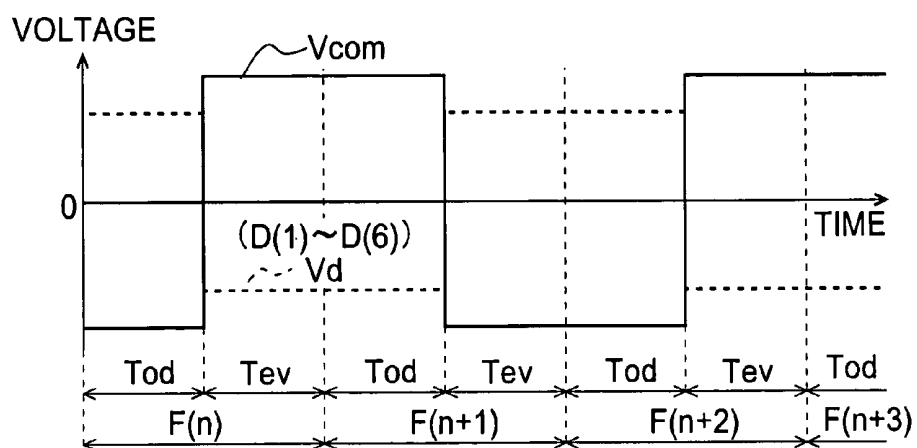 VOLTAGE
Vcom
0
TIME
(D(1)~D(6))
Vd
Tod Tev Tod Tev Tod Tev Tod
F(n) F(n+1) F(n+2) F(n+3)